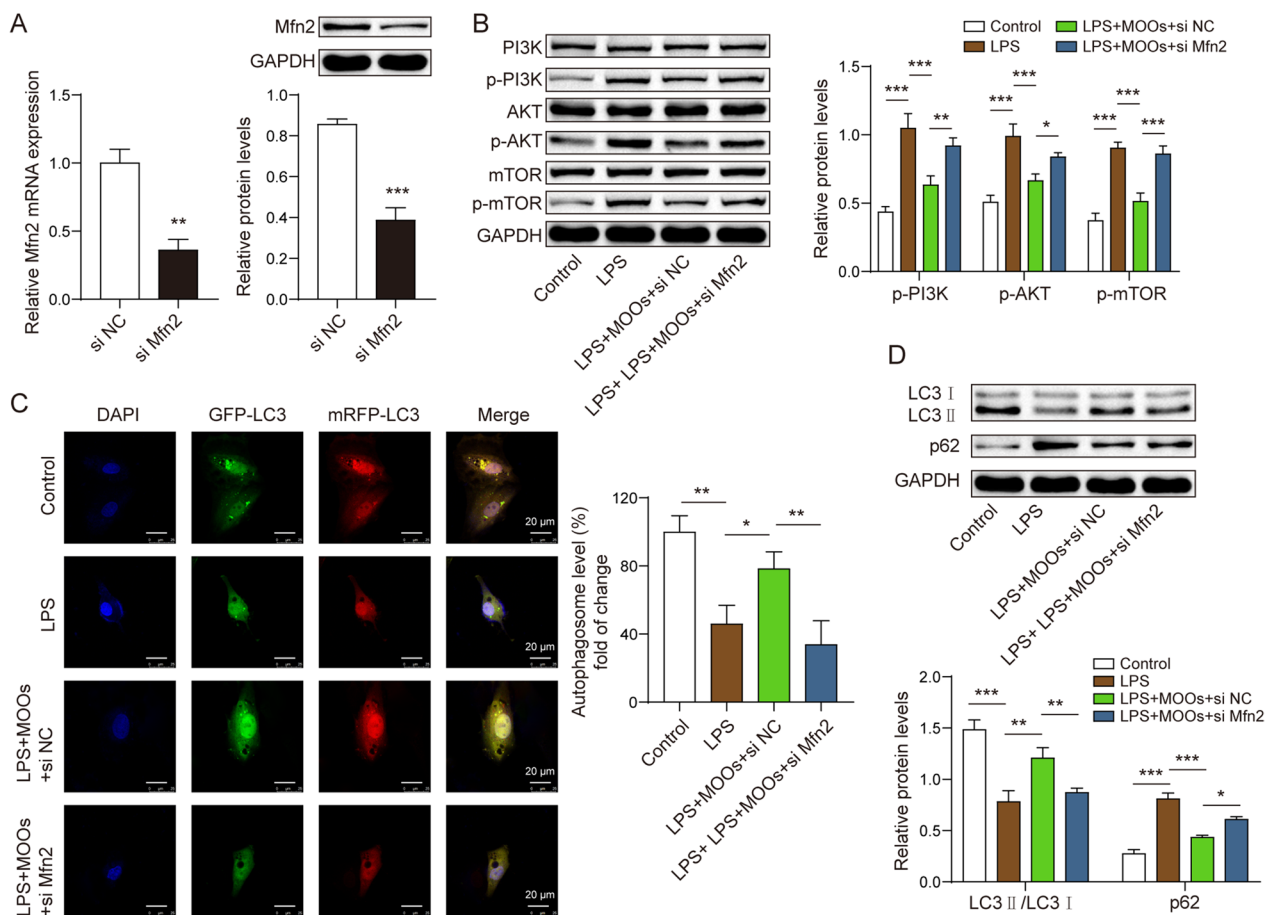 A
Mfn2
GAPDH
Relative Mfn2 mRNA expression
1.5
1.0
0.5
0.0
**
si NC
si Mfn2
Relative protein levels
1.0
0.8
0.6
0.4
0.2
0.0
***
si NC
si Mfn2
B
PI3K
p-PI3K
AKT
p-AKT
mTOR
p-mTOR
GAPDH
Control
LPS
LPS+MOOs+si NC
LPS+ LPS+MOOs+si Mfn2
Control
LPS
LPS+MOOs+si NC
LPS+MOOs+si Mfn2
Relative protein levels
1.5
1.0
0.5
0.0
*** *** **
*** *** *
*** *** ***
p-PI3K
p-AKT
p-mTOR
C
DAPI
GFP-LC3
mRFP-LC3
Merge
Control
20 µm
LPS
20 µm
LPS+MOOs
+si NC
20 µm
LPS+MOOs
+si Mfn2
20 µm
Autophagosome level (%)
fold of change
120
80
40
0
** * **
Control
LPS
LPS+MOOs+si NC
LPS+ LPS+MOOs+si Mfn2
D
LC3 Ⅰ
LC3 Ⅱ
p62
GAPDH
Control
LPS
LPS+MOOs+si NC
LPS+ LPS+MOOs+si Mfn2
Control
LPS
LPS+MOOs+si NC
LPS+MOOs+si Mfn2
Relative protein levels
2.0
1.5
1.0
0.5
0.0
*** ** **
*** *** *
LC3 Ⅱ/LC3 Ⅰ
p62